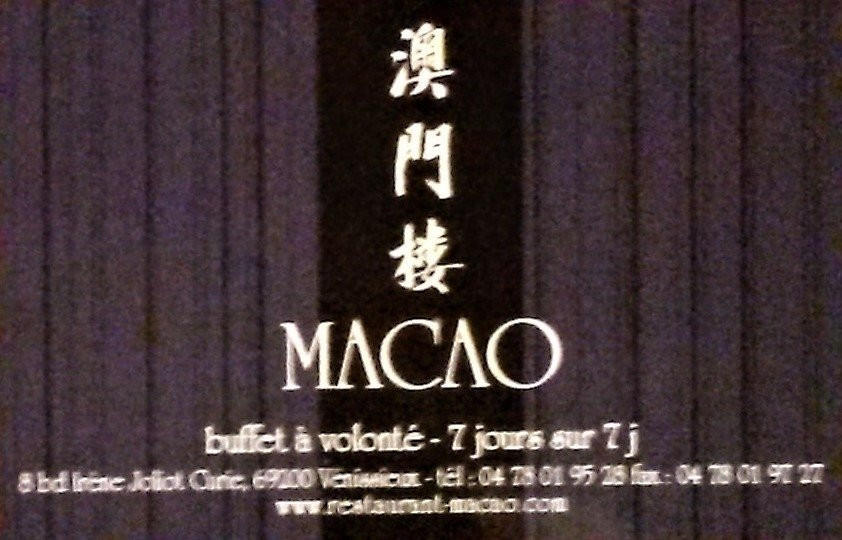 澳門楼
MACAO
buffet à volonté - 7 jours sur 7 j
8 bd Irène Joliot Curie, 69200 Vénissieux - tél : 04 78 01 95 28 fax : 04 78 01 97 27
www.restaurant-macao.com